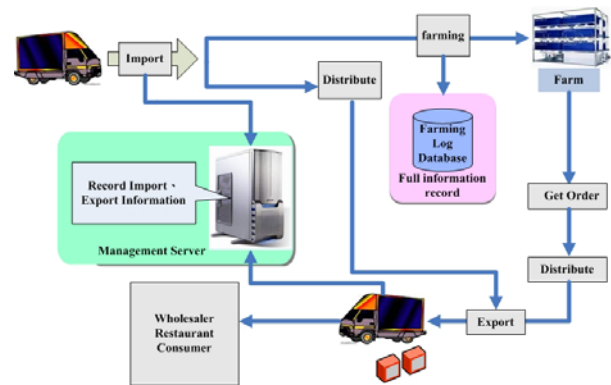 Import
farming
Distribute
Farm
Farming
Log
Database
Full information
record
Record Import、
Export Information
Management Server
Get Order
Distribute
Export
Wholesaler
Restaurant
Consumer